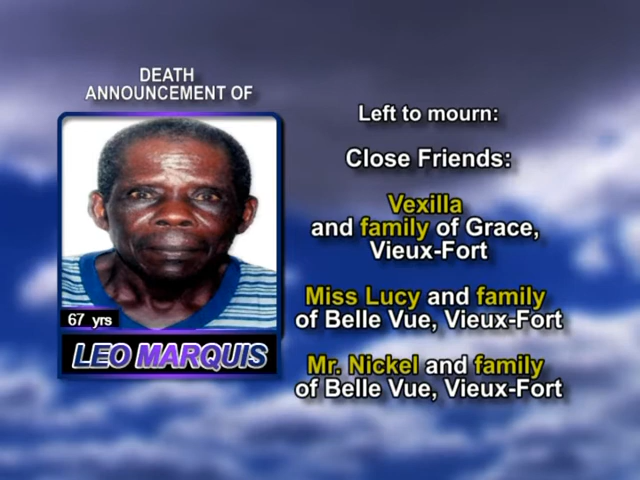 DEATH
ANNOUNCEMENT OF
67 yrs
LEO MARQUIS
Left to mourn:
Close Friends:
Vexilla
and family of Grace,
Vieux-Fort
Miss Lucy and family
of Belle Vue, Vieux-Fort
Mr. Nickel and family
of Belle Vue, Vieux-Fort